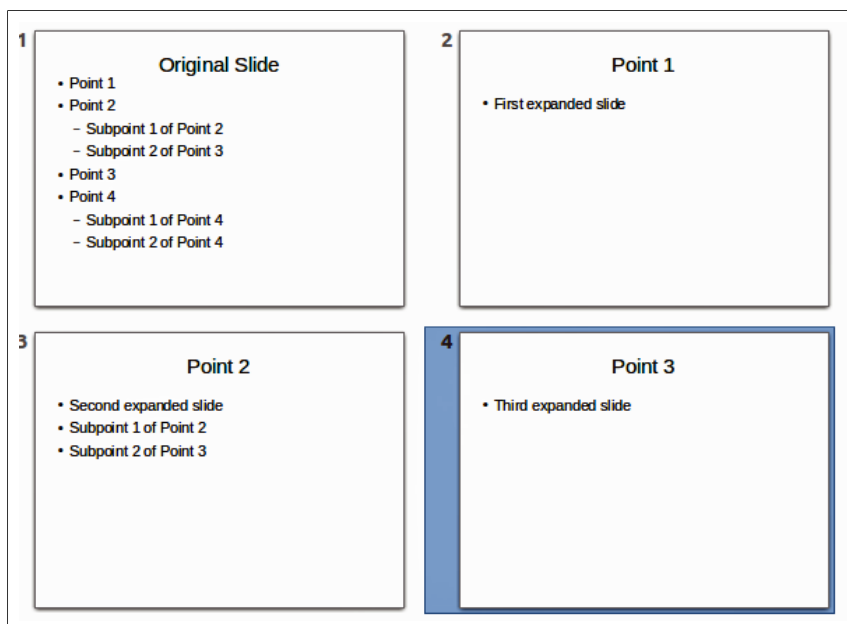 1
Original Slide
• Point 1
• Point 2
– Subpoint 1 of Point 2
– Subpoint 2 of Point 3
• Point 3
• Point 4
– Subpoint 1 of Point 4
– Subpoint 2 of Point 4
2
Point 1
• First expanded slide
3
Point 2
• Second expanded slide
• Subpoint 1 of Point 2
• Subpoint 2 of Point 3
4
Point 3
• Third expanded slide